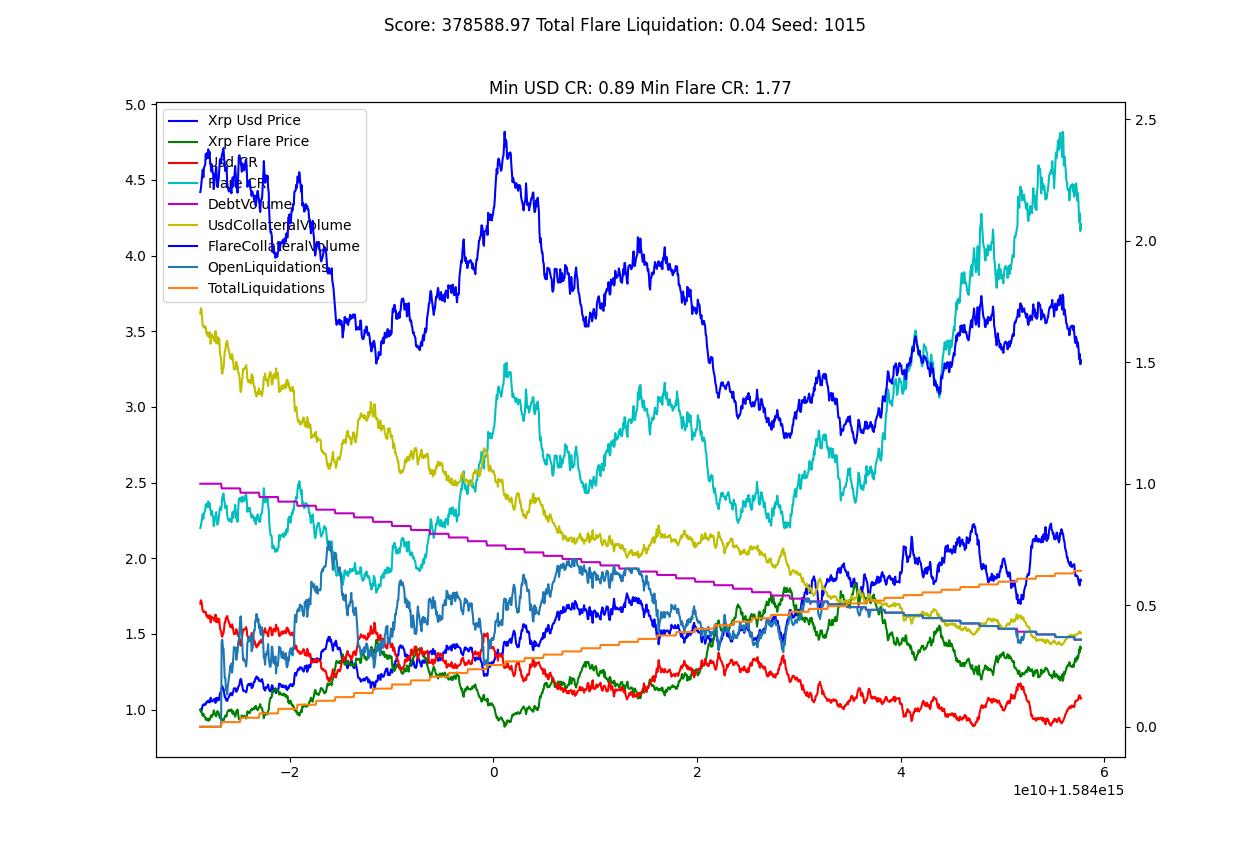 Score: 378588.97 Total Flare Liquidation: 0.04 Seed: 1015
Min USD CR: 0.89 Min Flare CR: 1.77
Xrp Usd Price
Xrp Flare Price
Usd CR
Flare CR
DebtVolume
UsdCollateralVolume
FlareCollateralVolume
OpenLiquidations
TotalLiquidations
5.0
4.5
4.0
3.5
3.0
2.5
2.0
1.5
1.0
2.5
2.0
1.5
1.0
0.5
0.0
−2
0
2
4
6
1e10+1.584e15